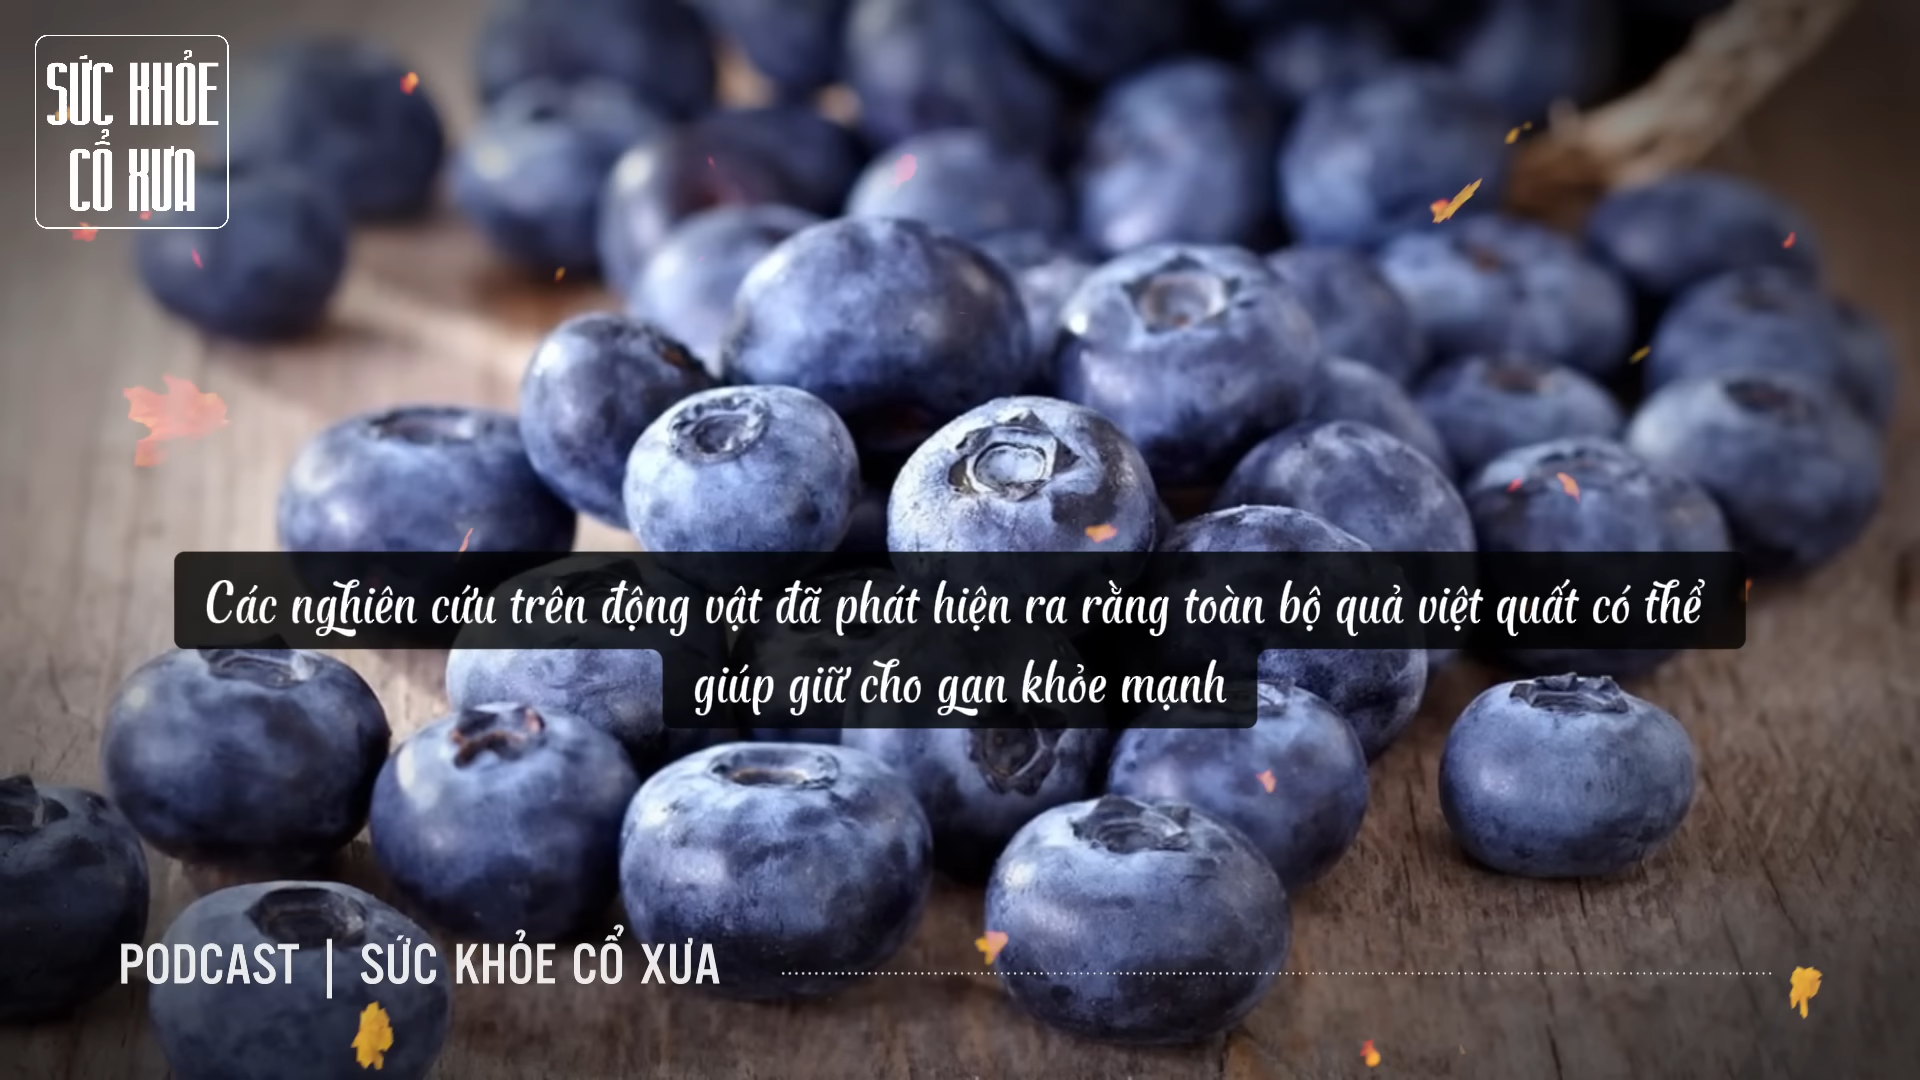 SỨC KHỎE
CỔ XƯA
Các nghiên cứu trên động vật đã phát hiện ra rằng toàn bộ quả việt quất có thể
giúp giữ cho gan khỏe mạnh
PODCAST | SỨC KHỎE CỔ XƯA